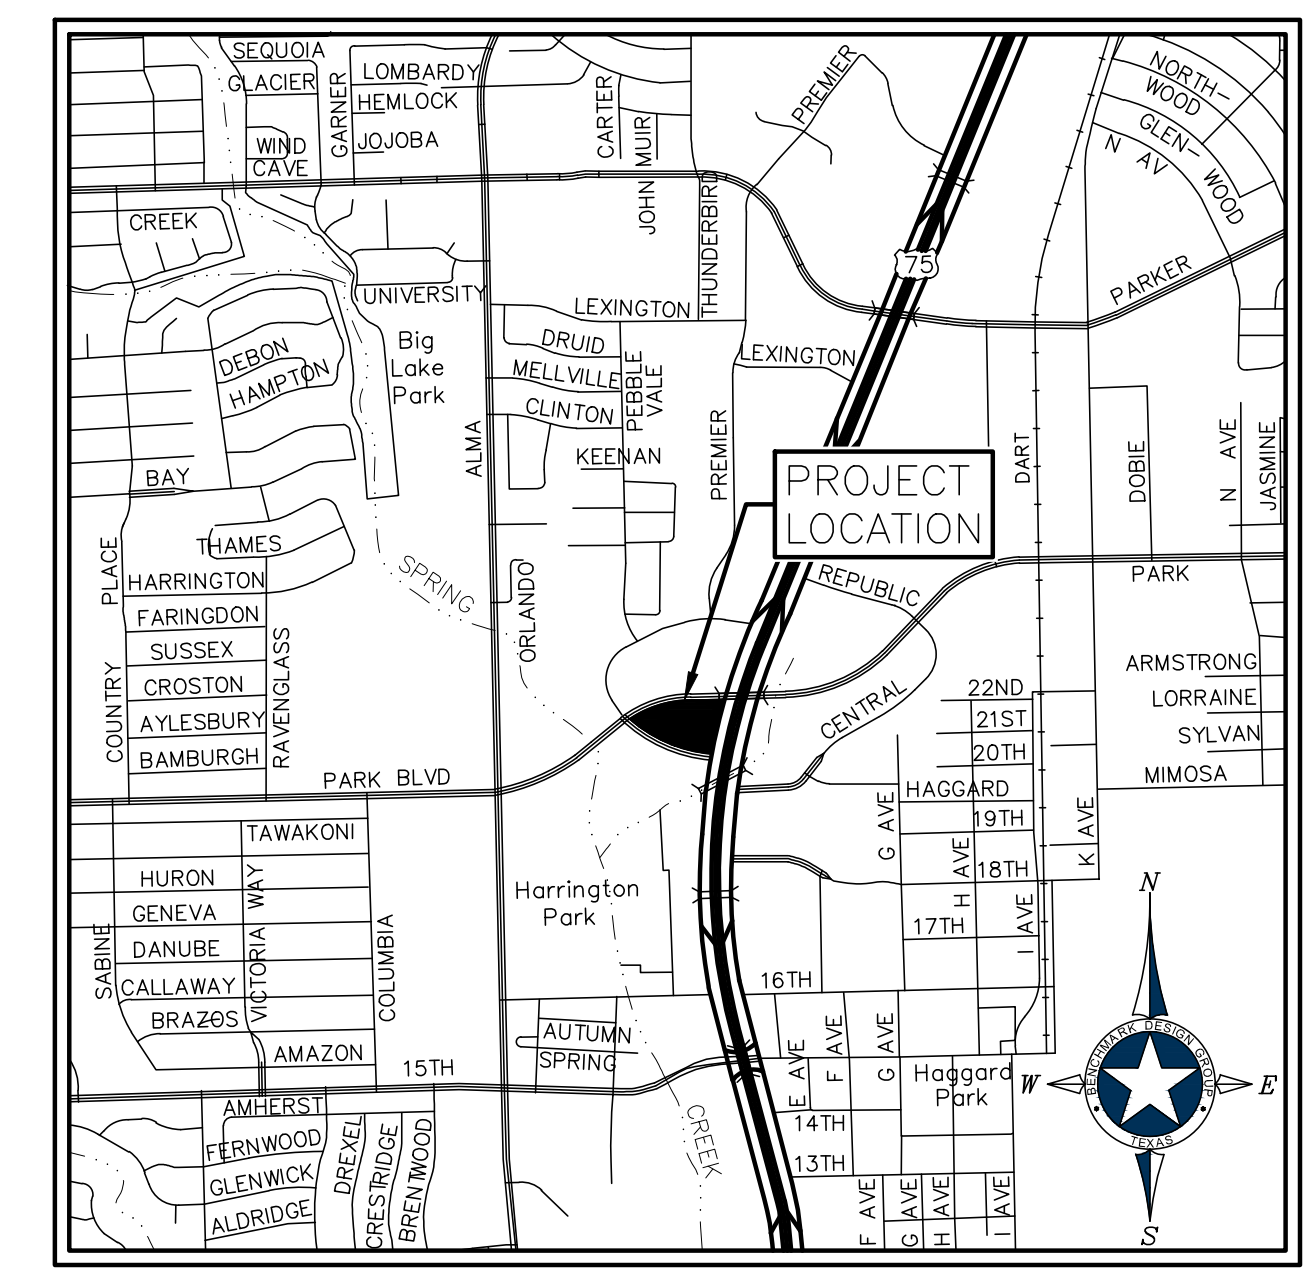 SEQUOIA
GLACIER
GARNER
LOMBARDY
HEMLOCK
JOJOBA
WIND
CAVE
CARTER
JOHN MUIR
THUNDERBIRD
PREMIER
NORTH-
WOOD
GLEN-
WOOD
N AV
CREEK
UNIVERSITY
75
PARKER
LEXINGTON
DRUID
MELLVILLE
CLINTON
KEENAN
PEBBLE
VALE
LEXINGTON
PREMIER
DEBON
HAMPTON
Big
Lake
Park
ALMA
BAY
DART
DOBIE
N AVE
JASMINE
PROJECT
LOCATION
THAMES
SPRING
ORLANDO
COUNTRY PLACE
HARRINGTON
FARINGDON
SUSSEX
CROSTON
AYLESBURY
BAMBURGH
RAVENGLASS
REPUBLIC
PARK
CENTRAL
ARMSTRONG
LORRAINE
SYLVAN
MIMOSA
22ND
21ST
20TH
HAGGARD
19TH
18TH
17TH
16TH
G AVE
H AVE
I AVE
K AVE
PARK BLVD
TAWAKONI
HURON
GENEVA
DANUBE
CALLAWAY
BRAZOS
AMAZON
SABINE
VICTORIA WAY
COLUMBIA
Harrington
Park
AUTUMN
SPRING
15TH
E AVE
F AVE
G AVE
Haggard
Park
14TH
13TH
F AVE
G AVE
H AVE
I AVE
CREEK
AMHERST
FERNWOOD
GLENWICK
ALDRIDGE
DREXEL
CRESTRIDGE
BRENTWOOD
N
W
E
S
BENCHMARK DESIGN GROUP
TEXAS